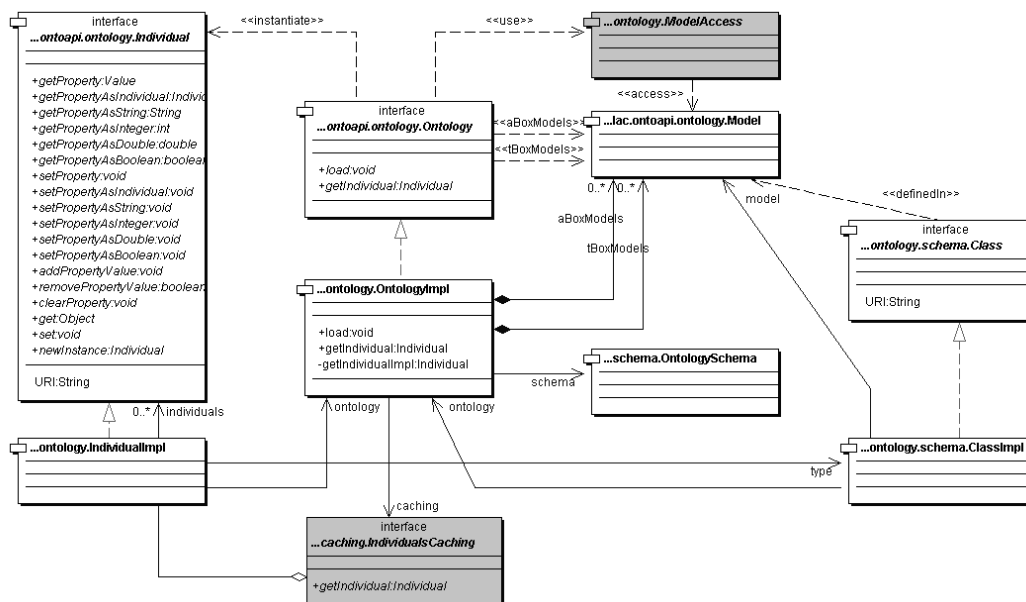 interface
...ontoapi.ontology.Individual
+getProperty:Value
+getPropertyAsIndividual:Individ
+getPropertyAsString:String
+getPropertyAsInteger:int
+getPropertyAsDouble:double
+getPropertyAsBoolean:boolean
+setProperty:void
+setPropertyAsIndividual:void
+setPropertyAsString:void
+setPropertyAsInteger:void
+setPropertyAsDouble:void
+setPropertyAsBoolean:void
+addPropertyValue:void
+removePropertyValue:boolean
+clearProperty:void
+get:Object
+set:void
+newInstance:Individual
URI:String
<<instantiate>>
<<use>>
...ontology.ModelAccess
<<access>>
interface
...ontoapi.ontology.Ontology
+load:void
+getIndividual:Individual
<<aBoxModels>>
<<tBoxModels>>
...lac.ontoapi.ontology.Model
0..*
0..*
aBoxModels
tBoxModels
model
<<definedIn>>
interface
...ontology.schema.Class
URI:String
...ontology.OntologyImpl
+load:void
+getIndividual:Individual
-getIndividualImpl:Individual
schema
...schema.OntologySchema
0..*
individuals
ontology
ontology
...ontology.IndividualImpl
type
...ontology.schema.ClassImpl
caching
interface
...caching.IndividualsCaching
+getIndividual:Individual